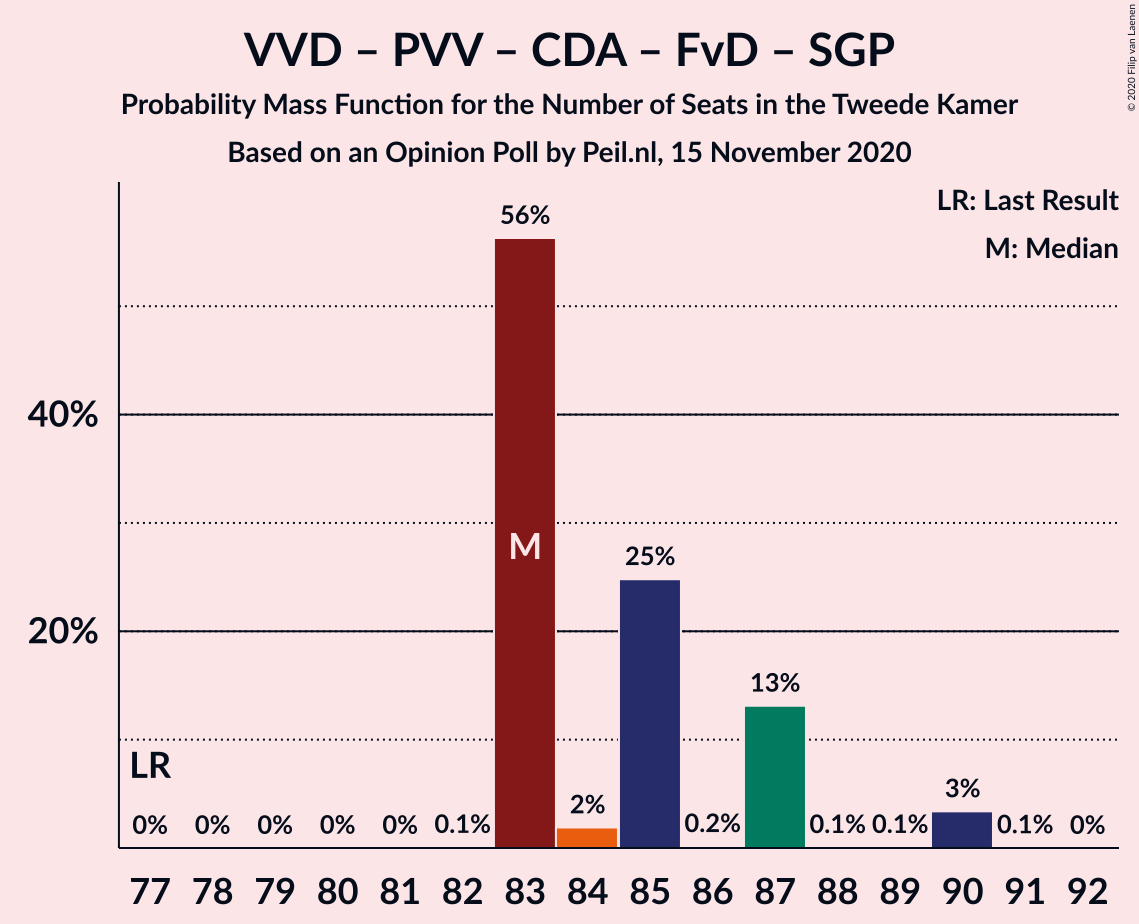 VVD – PVV – CDA – FvD – SGP
Probability Mass Function for the Number of Seats in the Tweede Kamer
Based on an Opinion Poll by Peil.nl, 15 November 2020
© 2020 Filip van Laenen
LR: Last Result
M: Median
56%
40%
M
25%
20%
13%
LR
3%
2%
0% 0% 0% 0% 0% 0.1% 0.2% 0.1% 0.1% 0.1% 0%
77 78 79 80 81 82 83 84 85 86 87 88 89 90 91 92